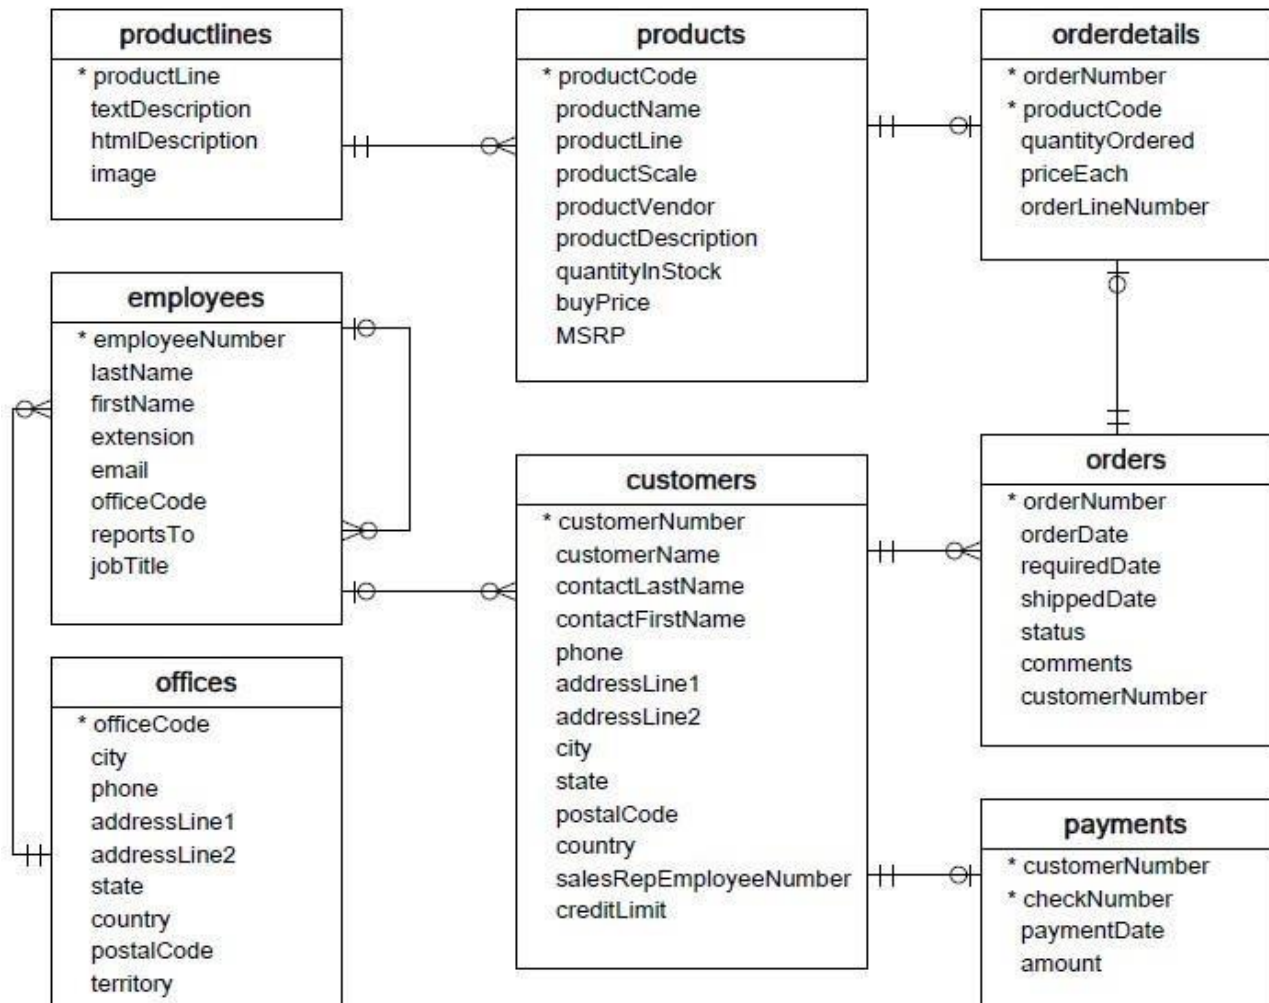 productlines
* productLine
textDescription
htmlDescription
image
products
* productCode
productName
productLine
productScale
productVendor
productDescription
quantityInStock
buyPrice
MSRP
orderdetails
* orderNumber
* productCode
quantityOrdered
priceEach
orderLineNumber
employees
* employeeNumber
lastName
firstName
extension
email
officeCode
reportsTo
jobTitle
customers
* customerNumber
customerName
contactLastName
contactFirstName
phone
addressLine1
addressLine2
city
state
postalCode
country
salesRepEmployeeNumber
creditLimit
orders
* orderNumber
orderDate
requiredDate
shippedDate
status
comments
customerNumber
offices
* officeCode
city
phone
addressLine1
addressLine2
state
country
postalCode
territory
payments
* customerNumber
* checkNumber
paymentDate
amount